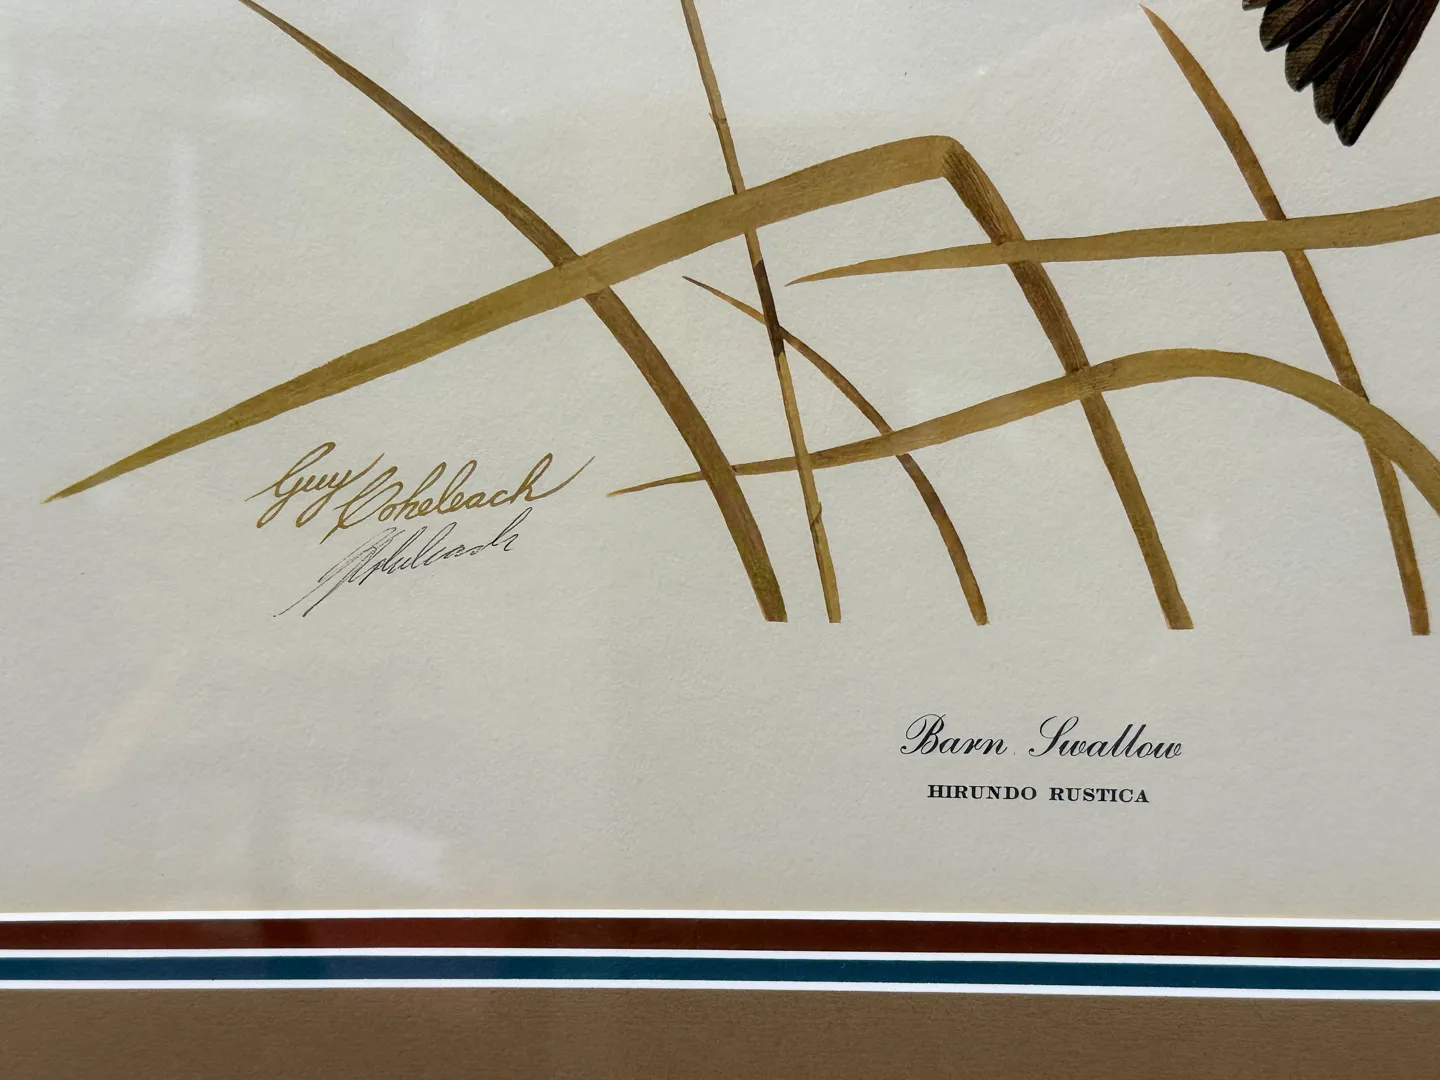 Guy
Coheleach
Barn Swallow
HIRUNDO RUSTICA